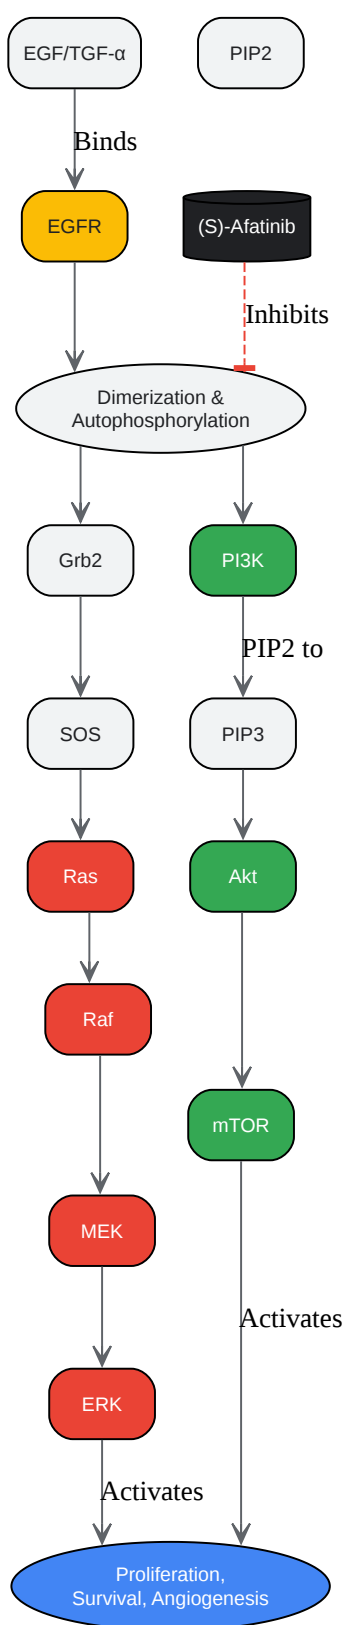 EGF/TGF-α
PIP2
Binds
EGFR
(S)-Afatinib
Inhibits
Dimerization &
Autophosphorylation
Grb2
PI3K
PIP2 to
SOS
PIP3
Ras
Akt
Raf
mTOR
MEK
Activates
ERK
Activates
Proliferation,
Survival, Angiogenesis